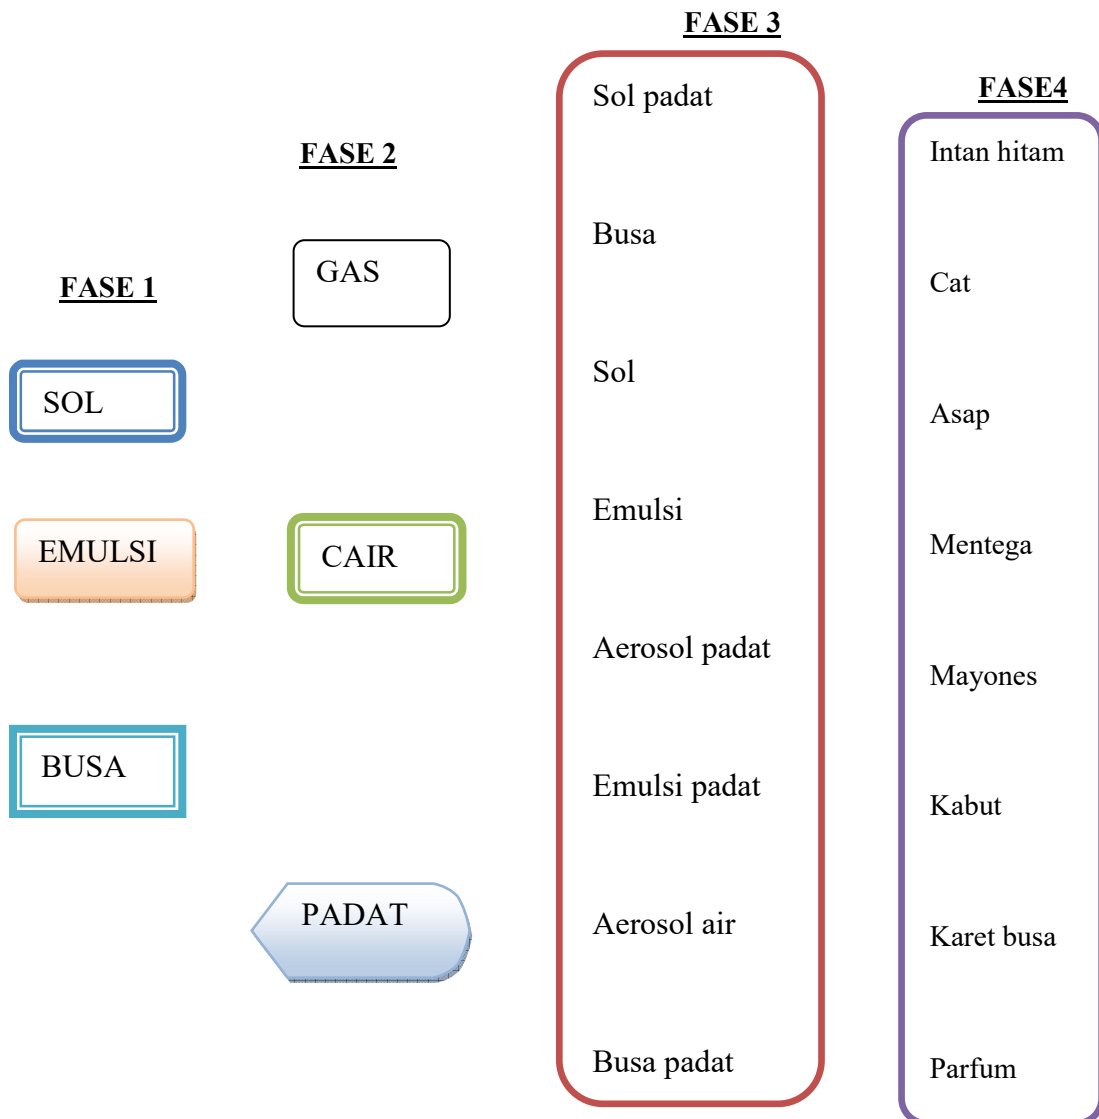 FASE 1
SOL
EMULSI
BUSA
FASE 2
GAS
CAIR
PADAT
FASE 3
Sol padat
Busa
Sol
Emulsi
Aerosol padat
Emulsi padat
Aerosol air
Busa padat
FASE4
Intan hitam
Cat
Asap
Mentega
Mayones
Kabut
Karet busa
Parfum